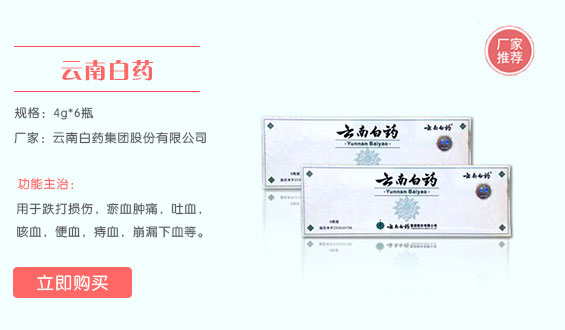 厂家
推荐
云南白药
规格：4g*6瓶
厂家：云南白药集团股份有限公司
功能主治：
用于跌打损伤，瘀血肿痛，吐血，
咳血，便血，痔血，崩漏下血等。
立即购买
云南白药
-Yunnan Baiyao-
云南白药
云南白药
-Yunnan Baiyao-
云南白药
云南白药